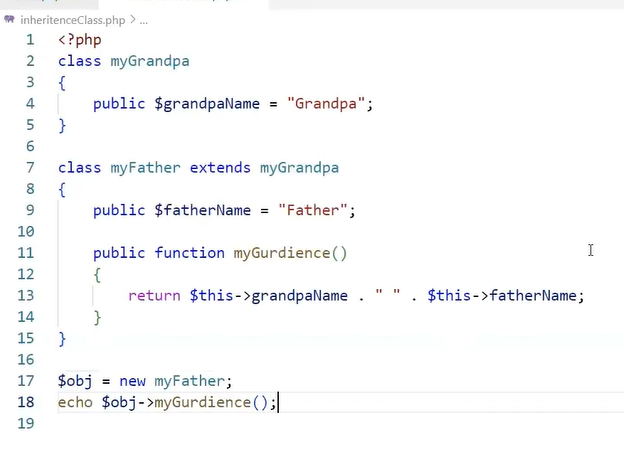 inheritenceClass.php > ...
1 <?php
2 class myGrandpa
3 {
4 public $grandpaName = "Grandpa";
5 }
6
7 class myFather extends myGrandpa
8 {
9 public $fatherName = "Father";
10
11 public function myGurdience()
12 {
13 return $this->grandpaName . " " . $this->fatherName;
14 }
15 }
16
17 $obj = new myFather;
18 echo $obj->myGurdience();
19